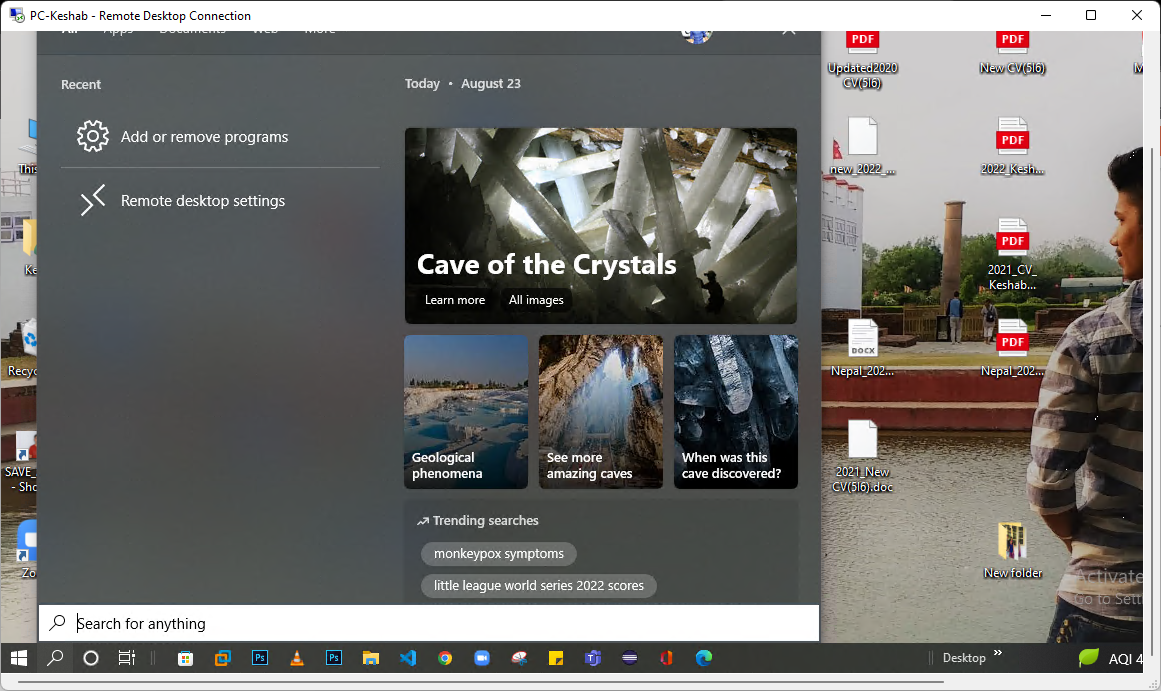 PC-Keshab - Remote Desktop Connection
All Apps Documents Web More
Recent
Add or remove programs
Remote desktop settings
Today • August 23
Cave of the Crystals
Learn more
All images
Geological
phenomena
See more
amazing caves
When was this
cave discovered?
Trending searches
monkeypox symptoms
little league world series 2022 scores
Search for anything
This
Ke
Recyc
SAVE_
- Sho
Zo
Updated2020
CV(5l6)
PDF
new_2022_...
DOCX
Nepal_202...
2021_New
CV(5l6).doc
PDF
New CV(5l6)
PDF
2022_Kesh...
PDF
2021_CV_
Keshab...
PDF
Nepal_202...
New folder
M
Activate
Go to Setti
Ps
Ps
Desktop
AQI 4